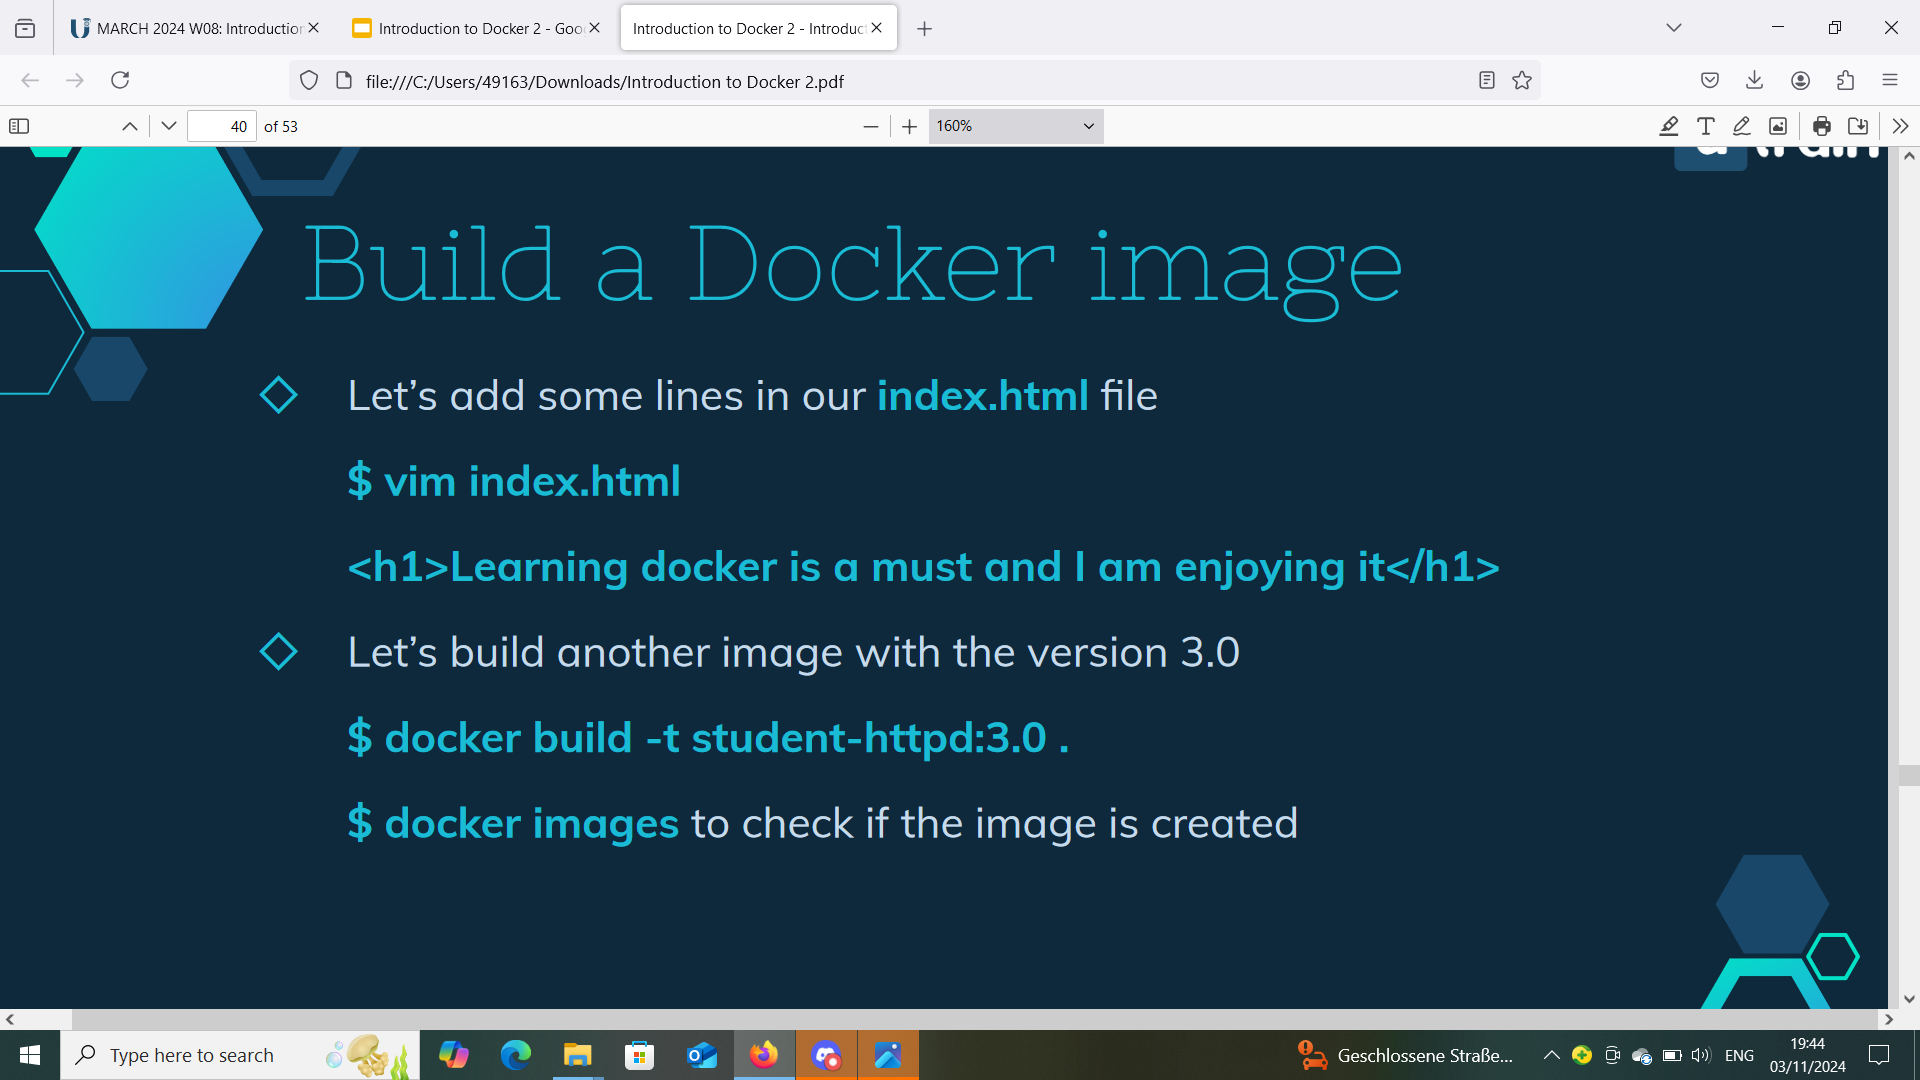 MARCH 2024 W08: Introduction
Introduction to Docker 2 - Goo
Introduction to Docker 2 - Introduc
file:///C:/Users/49163/Downloads/Introduction to Docker 2.pdf
40 of 53
160%
Build a Docker image
Let’s add some lines in our index.html file
$ vim index.html
<h1>Learning docker is a must and I am enjoying it</h1>
Let’s build another image with the version 3.0
$ docker build -t student-httpd:3.0 .
$ docker images to check if the image is created
Type here to search
Geschlossene Straße...
ENG
19:44
03/11/2024